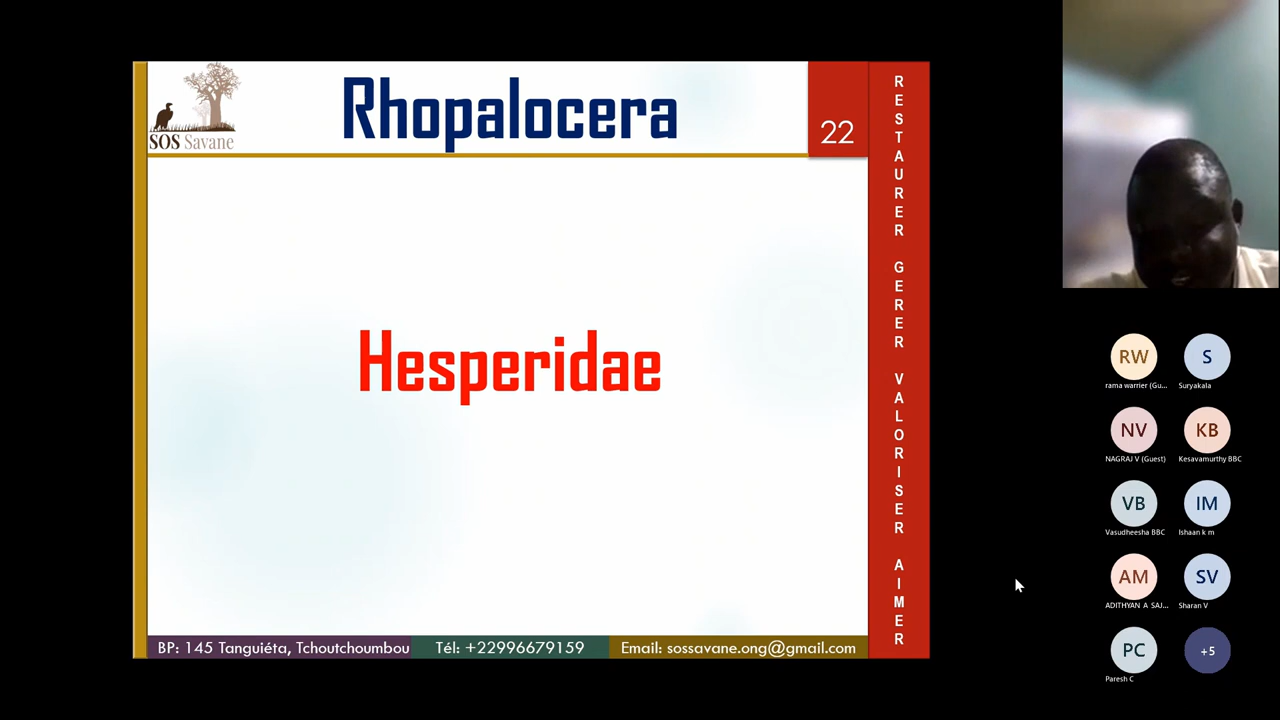 Rhopalocera
SOS Savane
22
RESTAURER GERER VALORISER AIMER
Hesperidae
BP: 145 Tanguiéta, Tchoutchoumbou
Tél: +22996679159
Email: sossavane.ong@gmail.com
RW
S
rama warrier (Gu...
Suryakala
NV
KB
NAGRAJ V (Guest)
Kesavamurthy BBC
VB
IM
Vasudheesha BBC
Ishaan k m
AM
SV
ADITHYAN A SAJ...
Sharan V
PC
+5
Paresh C